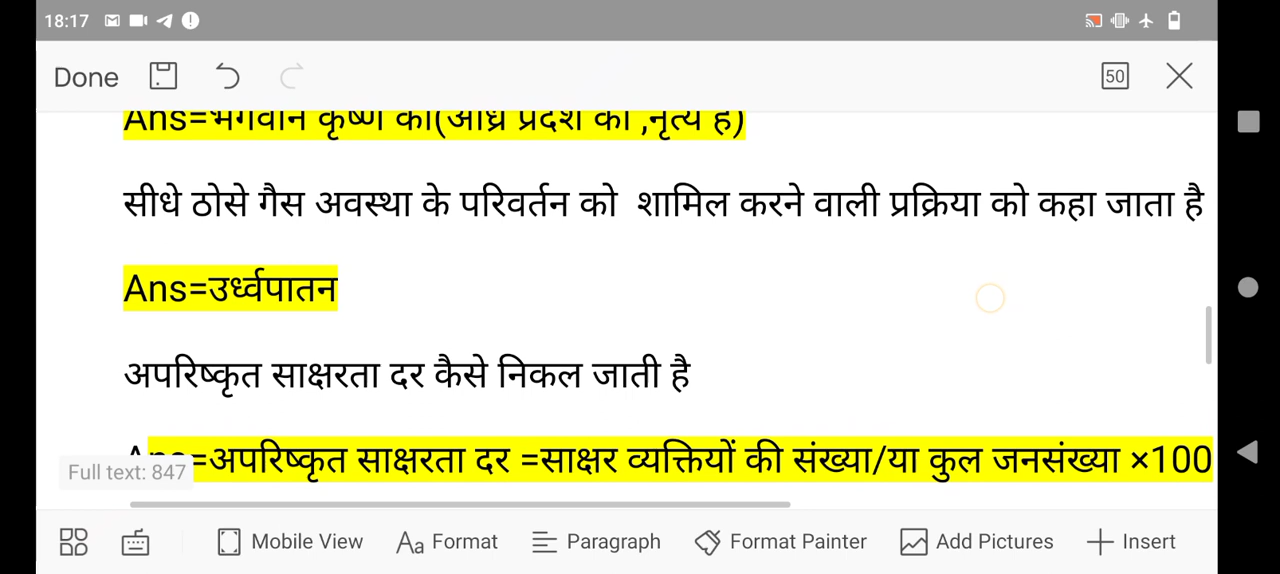 18:17
Done
50
Ans=भगवान कृष्ण की(आंध्र प्रदेश का ,नृत्य है)
सीधे ठोसे गैस अवस्था के परिवर्तन को शामिल करने वाली प्रक्रिया को कहा जाता है
Ans=उर्ध्वपातन
अपरिष्कृत साक्षरता दर कैसे निकल जाती है
Ans=अपरिष्कृत साक्षरता दर =साक्षर व्यक्तियों की संख्या/या कुल जनसंख्या ×100
Full text: 847
Mobile View Format Paragraph Format Painter Add Pictures Insert